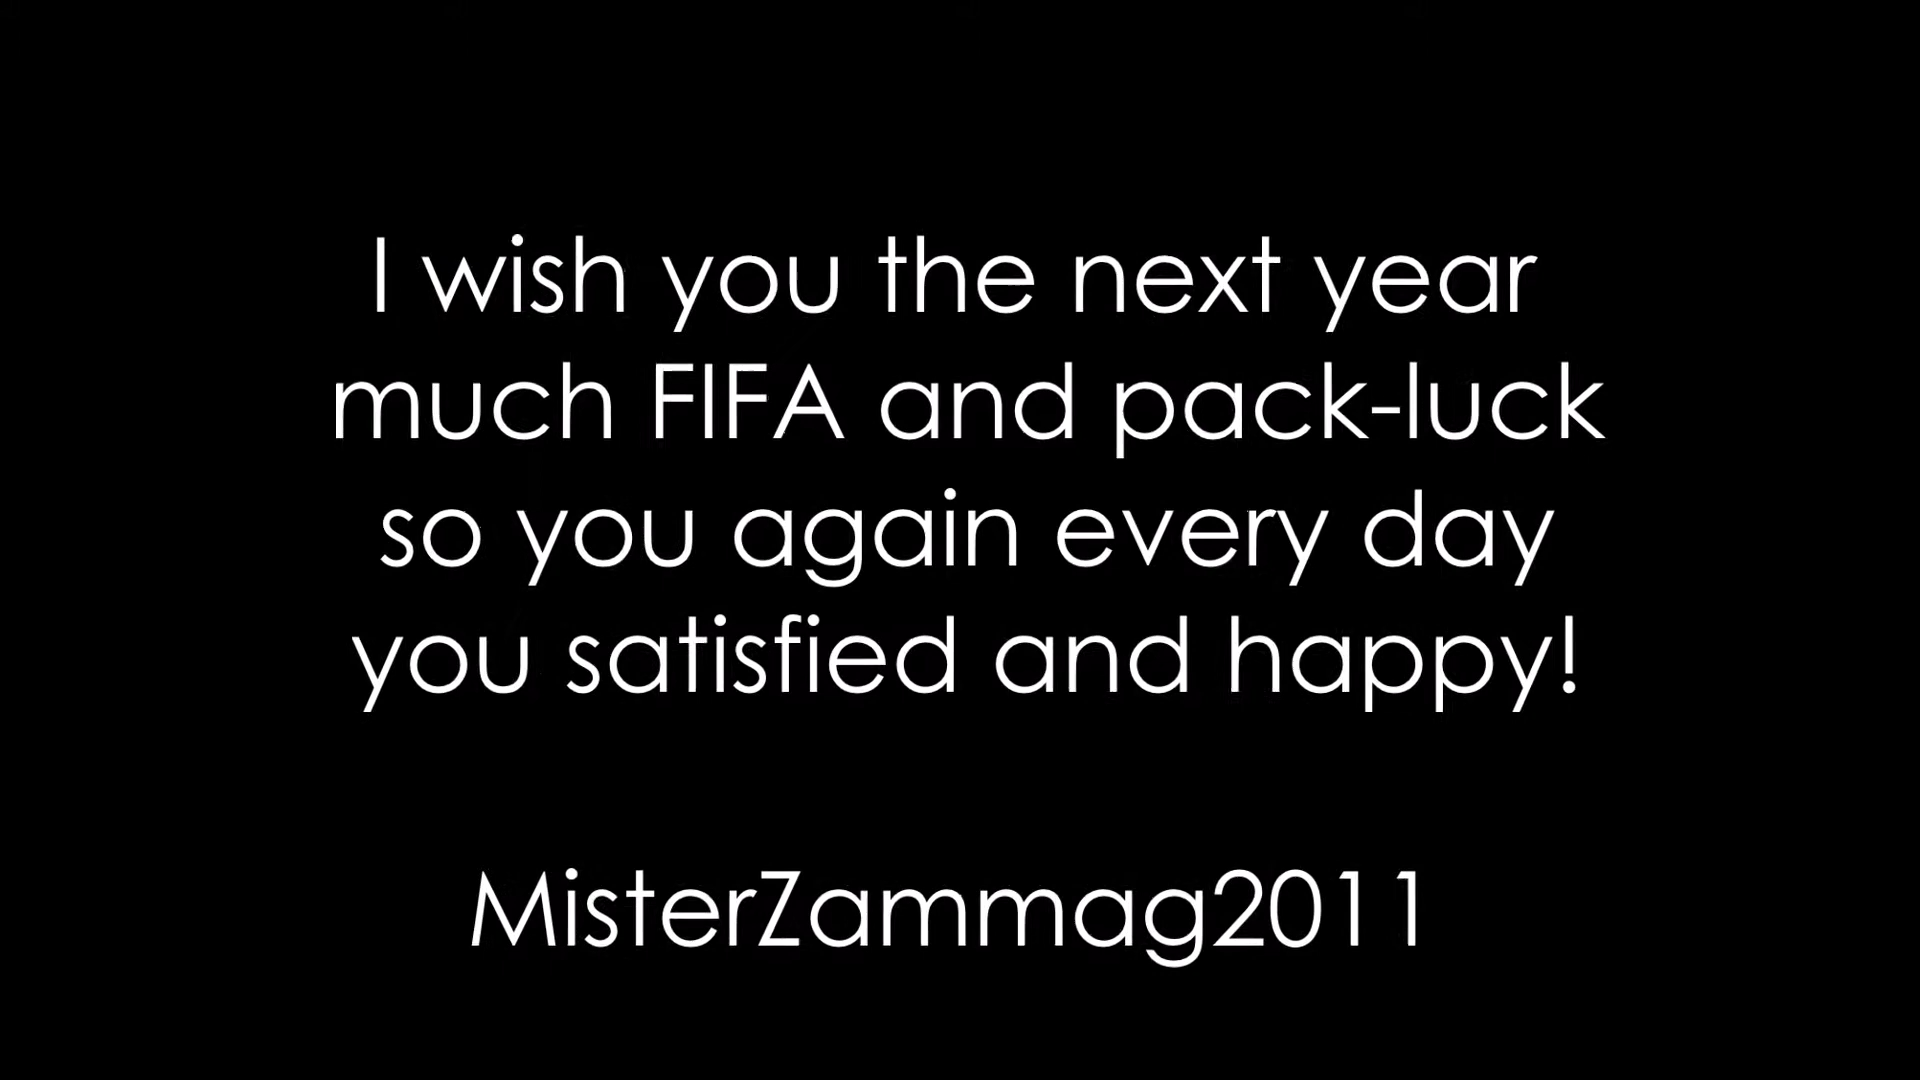 I wish you the next year
much FIFA and pack-luck
so you again every day
you satisfied and happy!
MisterZammag2011